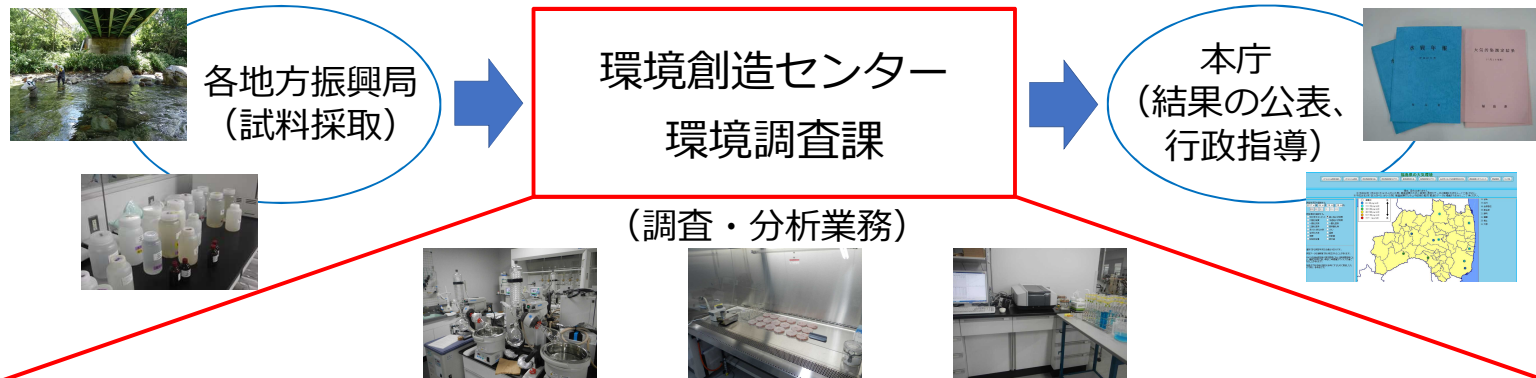 各地方振興局
（試料採取）
環境創造センター
環境調査課
（調査・分析業務）
本庁
（結果の公表、
行政指導）